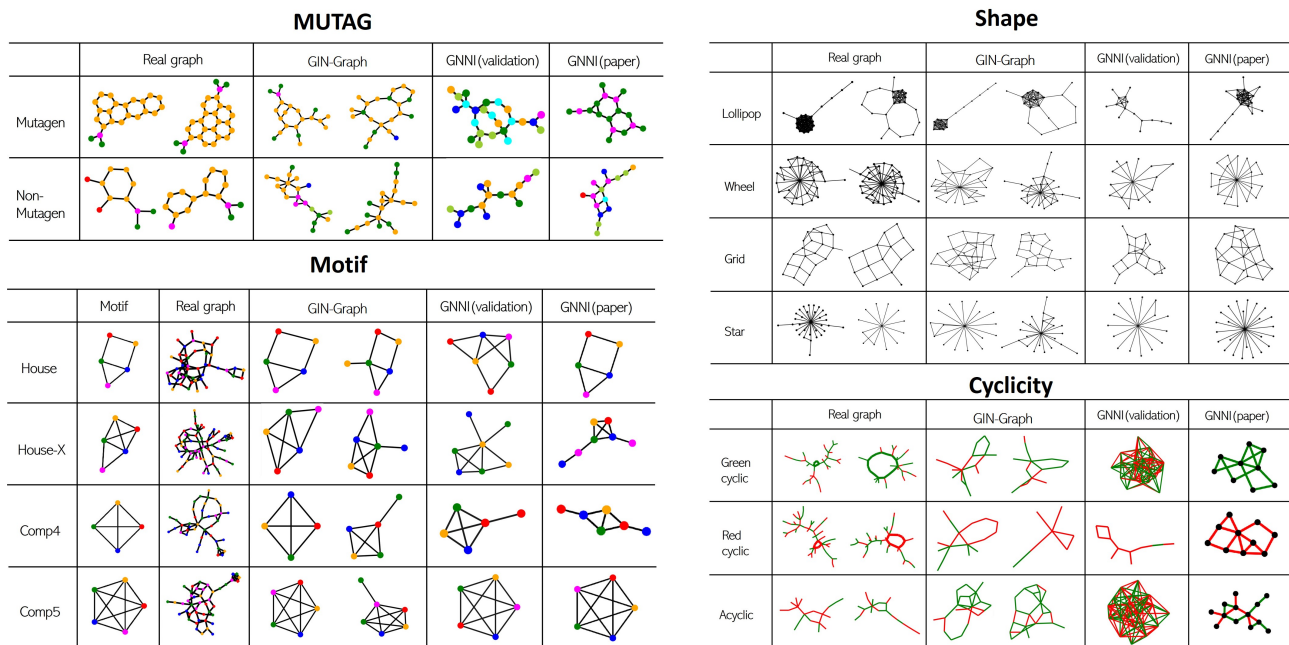 MUTAG
Real graph GIN-Graph GNNI (validation) GNNI (paper)
Mutagen
Non-
Mutagen
Motif
Motif Real graph GIN-Graph GNNI (validation) GNNI (paper)
House
House-X
Comp4
Comp5
Shape
Real graph GIN-Graph GNNI (validation) GNNI (paper)
Lollipop
Wheel
Grid
Star
Cyclicity
Real graph GIN-Graph GNNI (validation) GNNI (paper)
Green
cyclic
Red
cyclic
Acyclic